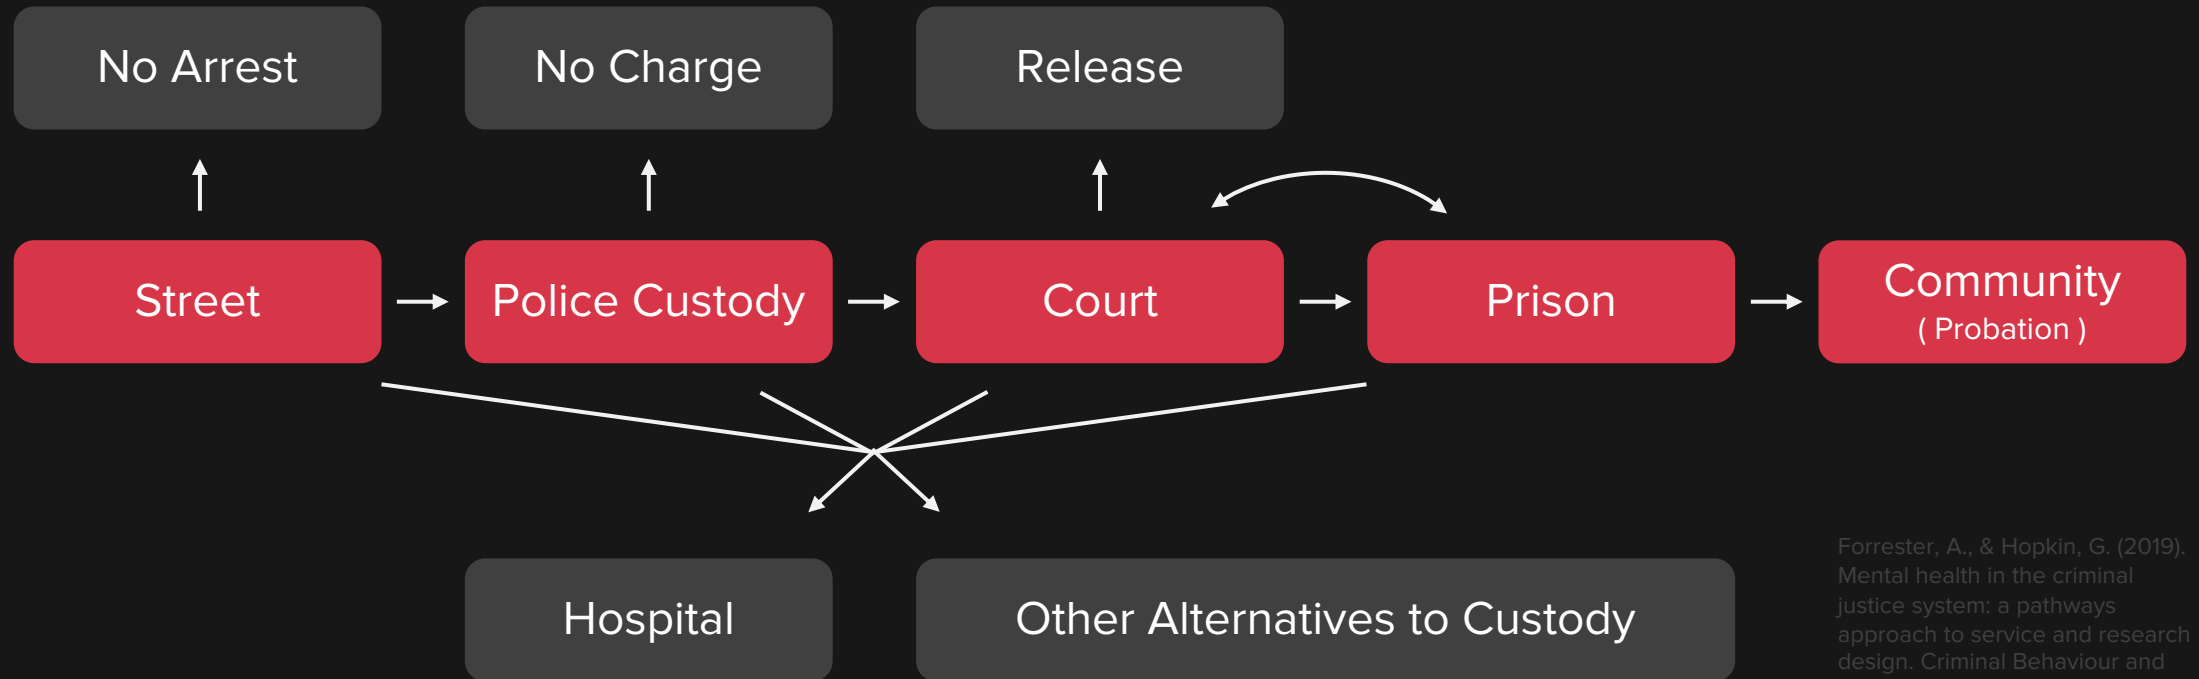 No Arrest
No Charge
Release
Street
Police Custody
Court
Prison
Community
( Probation )
Hospital
Other Alternatives to Custody
Forrester, A., & Hopkin, G. (2019).
Mental health in the criminal
justice system: a pathways
approach to service and research
design. Criminal Behaviour and